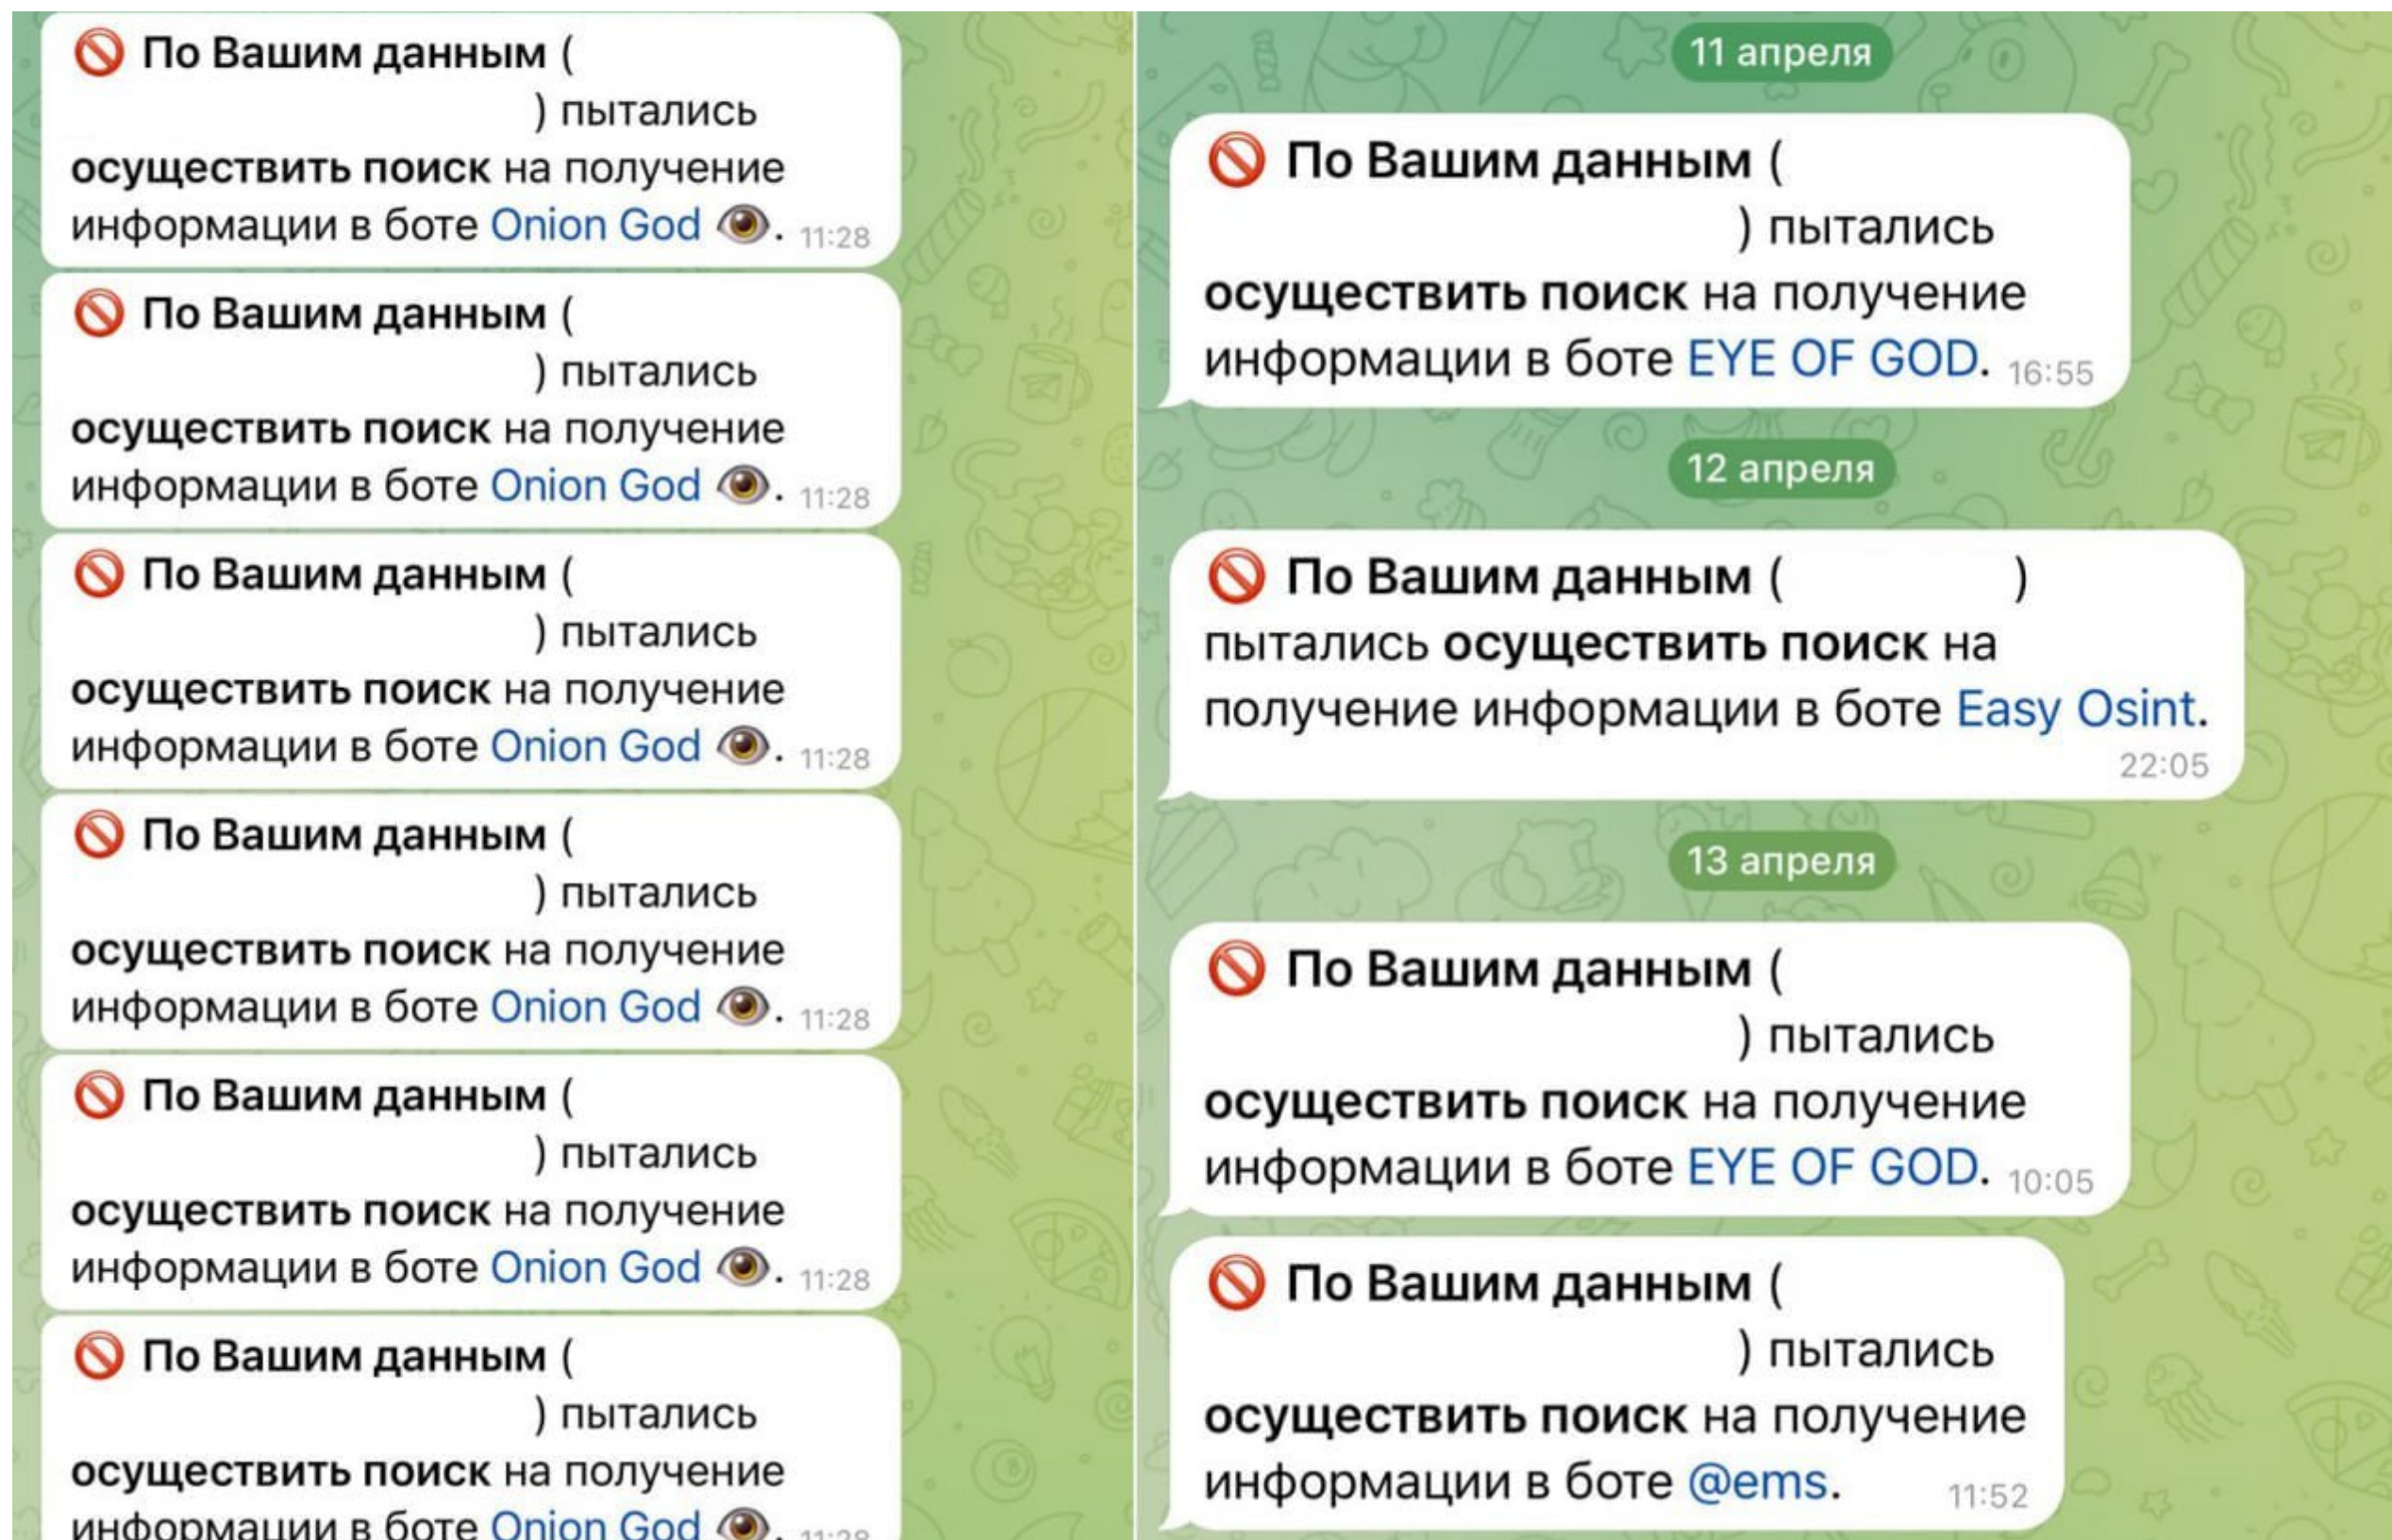 🚫 По Вашим данным (
) пытались
осуществить поиск на получение
информации в боте Onion God 👁. 11:28
🚫 По Вашим данным (
) пытались
осуществить поиск на получение
информации в боте Onion God 👁. 11:28
🚫 По Вашим данным (
) пытались
осуществить поиск на получение
информации в боте Onion God 👁. 11:28
🚫 По Вашим данным (
) пытались
осуществить поиск на получение
информации в боте Onion God 👁. 11:28
🚫 По Вашим данным (
) пытались
осуществить поиск на получение
информации в боте Onion God 👁. 11:28
🚫 По Вашим данным (
) пытались
осуществить поиск на получение
информации в боте Onion God 👁. 11:28
11 апреля
🚫 По Вашим данным (
) пытались
осуществить поиск на получение
информации в боте EYE OF GOD. 16:55
12 апреля
🚫 По Вашим данным ( )
пытались осуществить поиск на
получение информации в боте Easy Osint.
22:05
13 апреля
🚫 По Вашим данным (
) пытались
осуществить поиск на получение
информации в боте EYE OF GOD. 10:05
🚫 По Вашим данным (
) пытались
осуществить поиск на получение
информации в боте @ems. 11:52